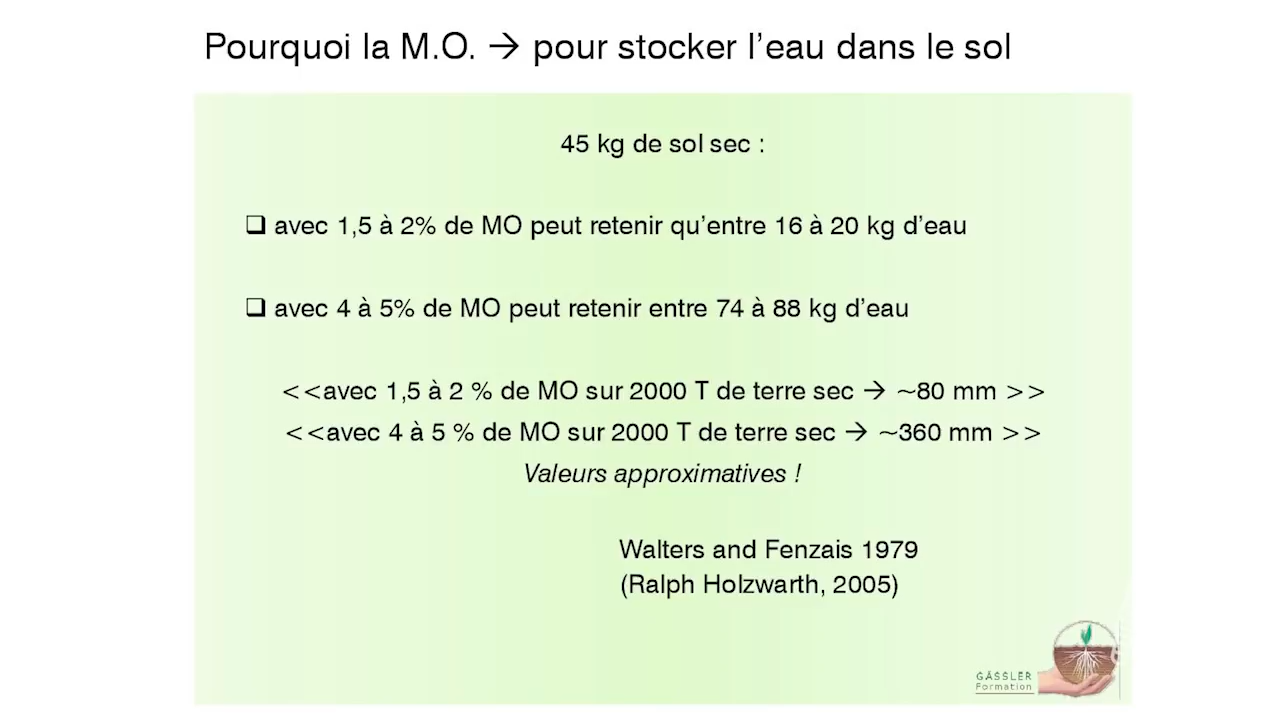 Pourquoi la M.O. → pour stocker l’eau dans le sol
45 kg de sol sec :
❑ avec 1,5 à 2% de MO peut retenir qu’entre 16 à 20 kg d’eau
❑ avec 4 à 5% de MO peut retenir entre 74 à 88 kg d’eau
<<avec 1,5 à 2 % de MO sur 2000 T de terre sec → ~80 mm >>
<<avec 4 à 5 % de MO sur 2000 T de terre sec → ~360 mm >>
Valeurs approximatives !
Walters and Fenzais 1979
(Ralph Holzwarth, 2005)
GÄSSLER
Formation